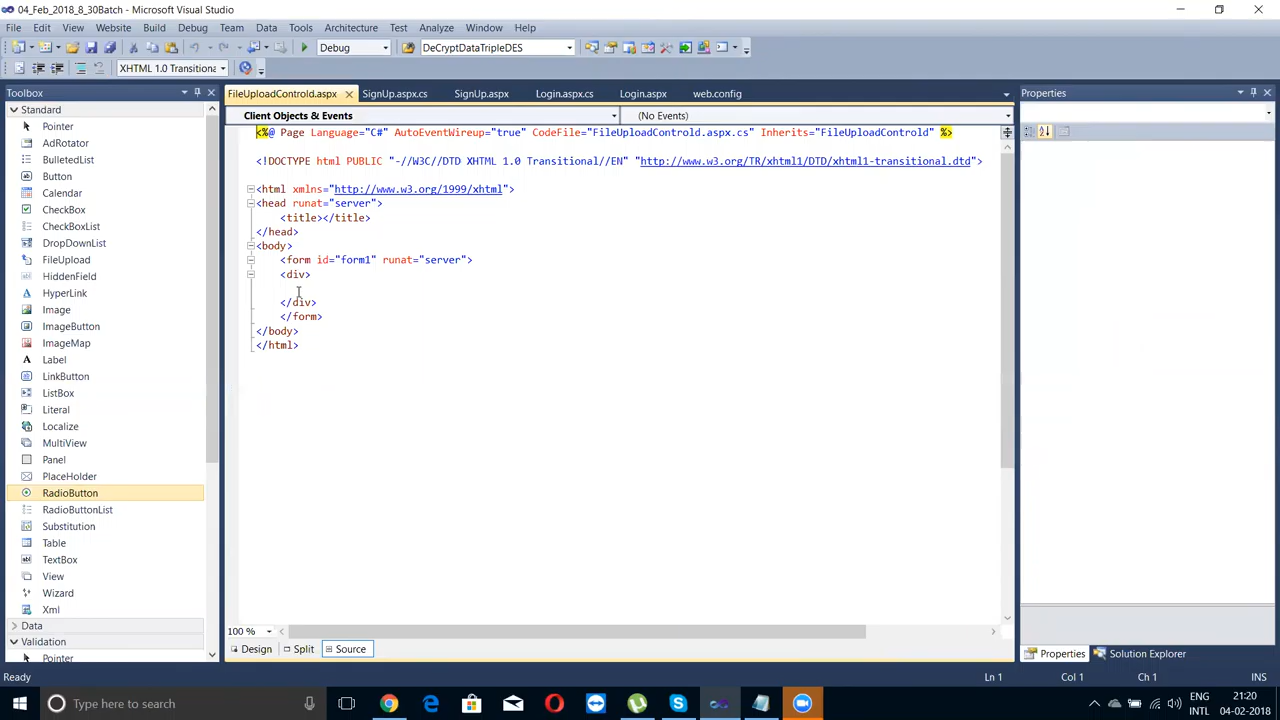 04_Feb_2018_8_30Batch - Microsoft Visual Studio
File Edit View Website Build Debug Team Data Tools Architecture Test Analyze Window Help
Debug DeCryptDataTripleDES
XHTML 1.0 Transitiona
Toolbox
Standard
Pointer
AdRotator
BulletedList
Button
Calendar
CheckBox
CheckBoxList
DropDownList
FileUpload
HiddenField
HyperLink
Image
ImageButton
ImageMap
Label
LinkButton
ListBox
Literal
Localize
MultiView
Panel
PlaceHolder
RadioButton
RadioButtonList
Substitution
Table
TextBox
View
Wizard
Xml
Data
Validation
Pointer
FileUploadControld.aspx SignUp.aspx.cs SignUp.aspx Login.aspx.cs Login.aspx web.config
Client Objects & Events (No Events)
<%@ Page Language="C#" AutoEventWireup="true" CodeFile="FileUploadControld.aspx.cs" Inherits="FileUploadControld" %>
<!DOCTYPE html PUBLIC "-//W3C//DTD XHTML 1.0 Transitional//EN" "http://www.w3.org/TR/xhtml1/DTD/xhtml1-transitional.dtd">
<html xmlns="http://www.w3.org/1999/xhtml">
<head runat="server">
<title></title>
</head>
<body>
<form id="form1" runat="server">
<div>
</div>
</form>
</body>
</html>
100 %
Design Split Source
Properties
Properties Solution Explorer
Ready Ln 1 Col 1 Ch 1 INS
Type here to search
ENG
INTL
21:20
04-02-2018